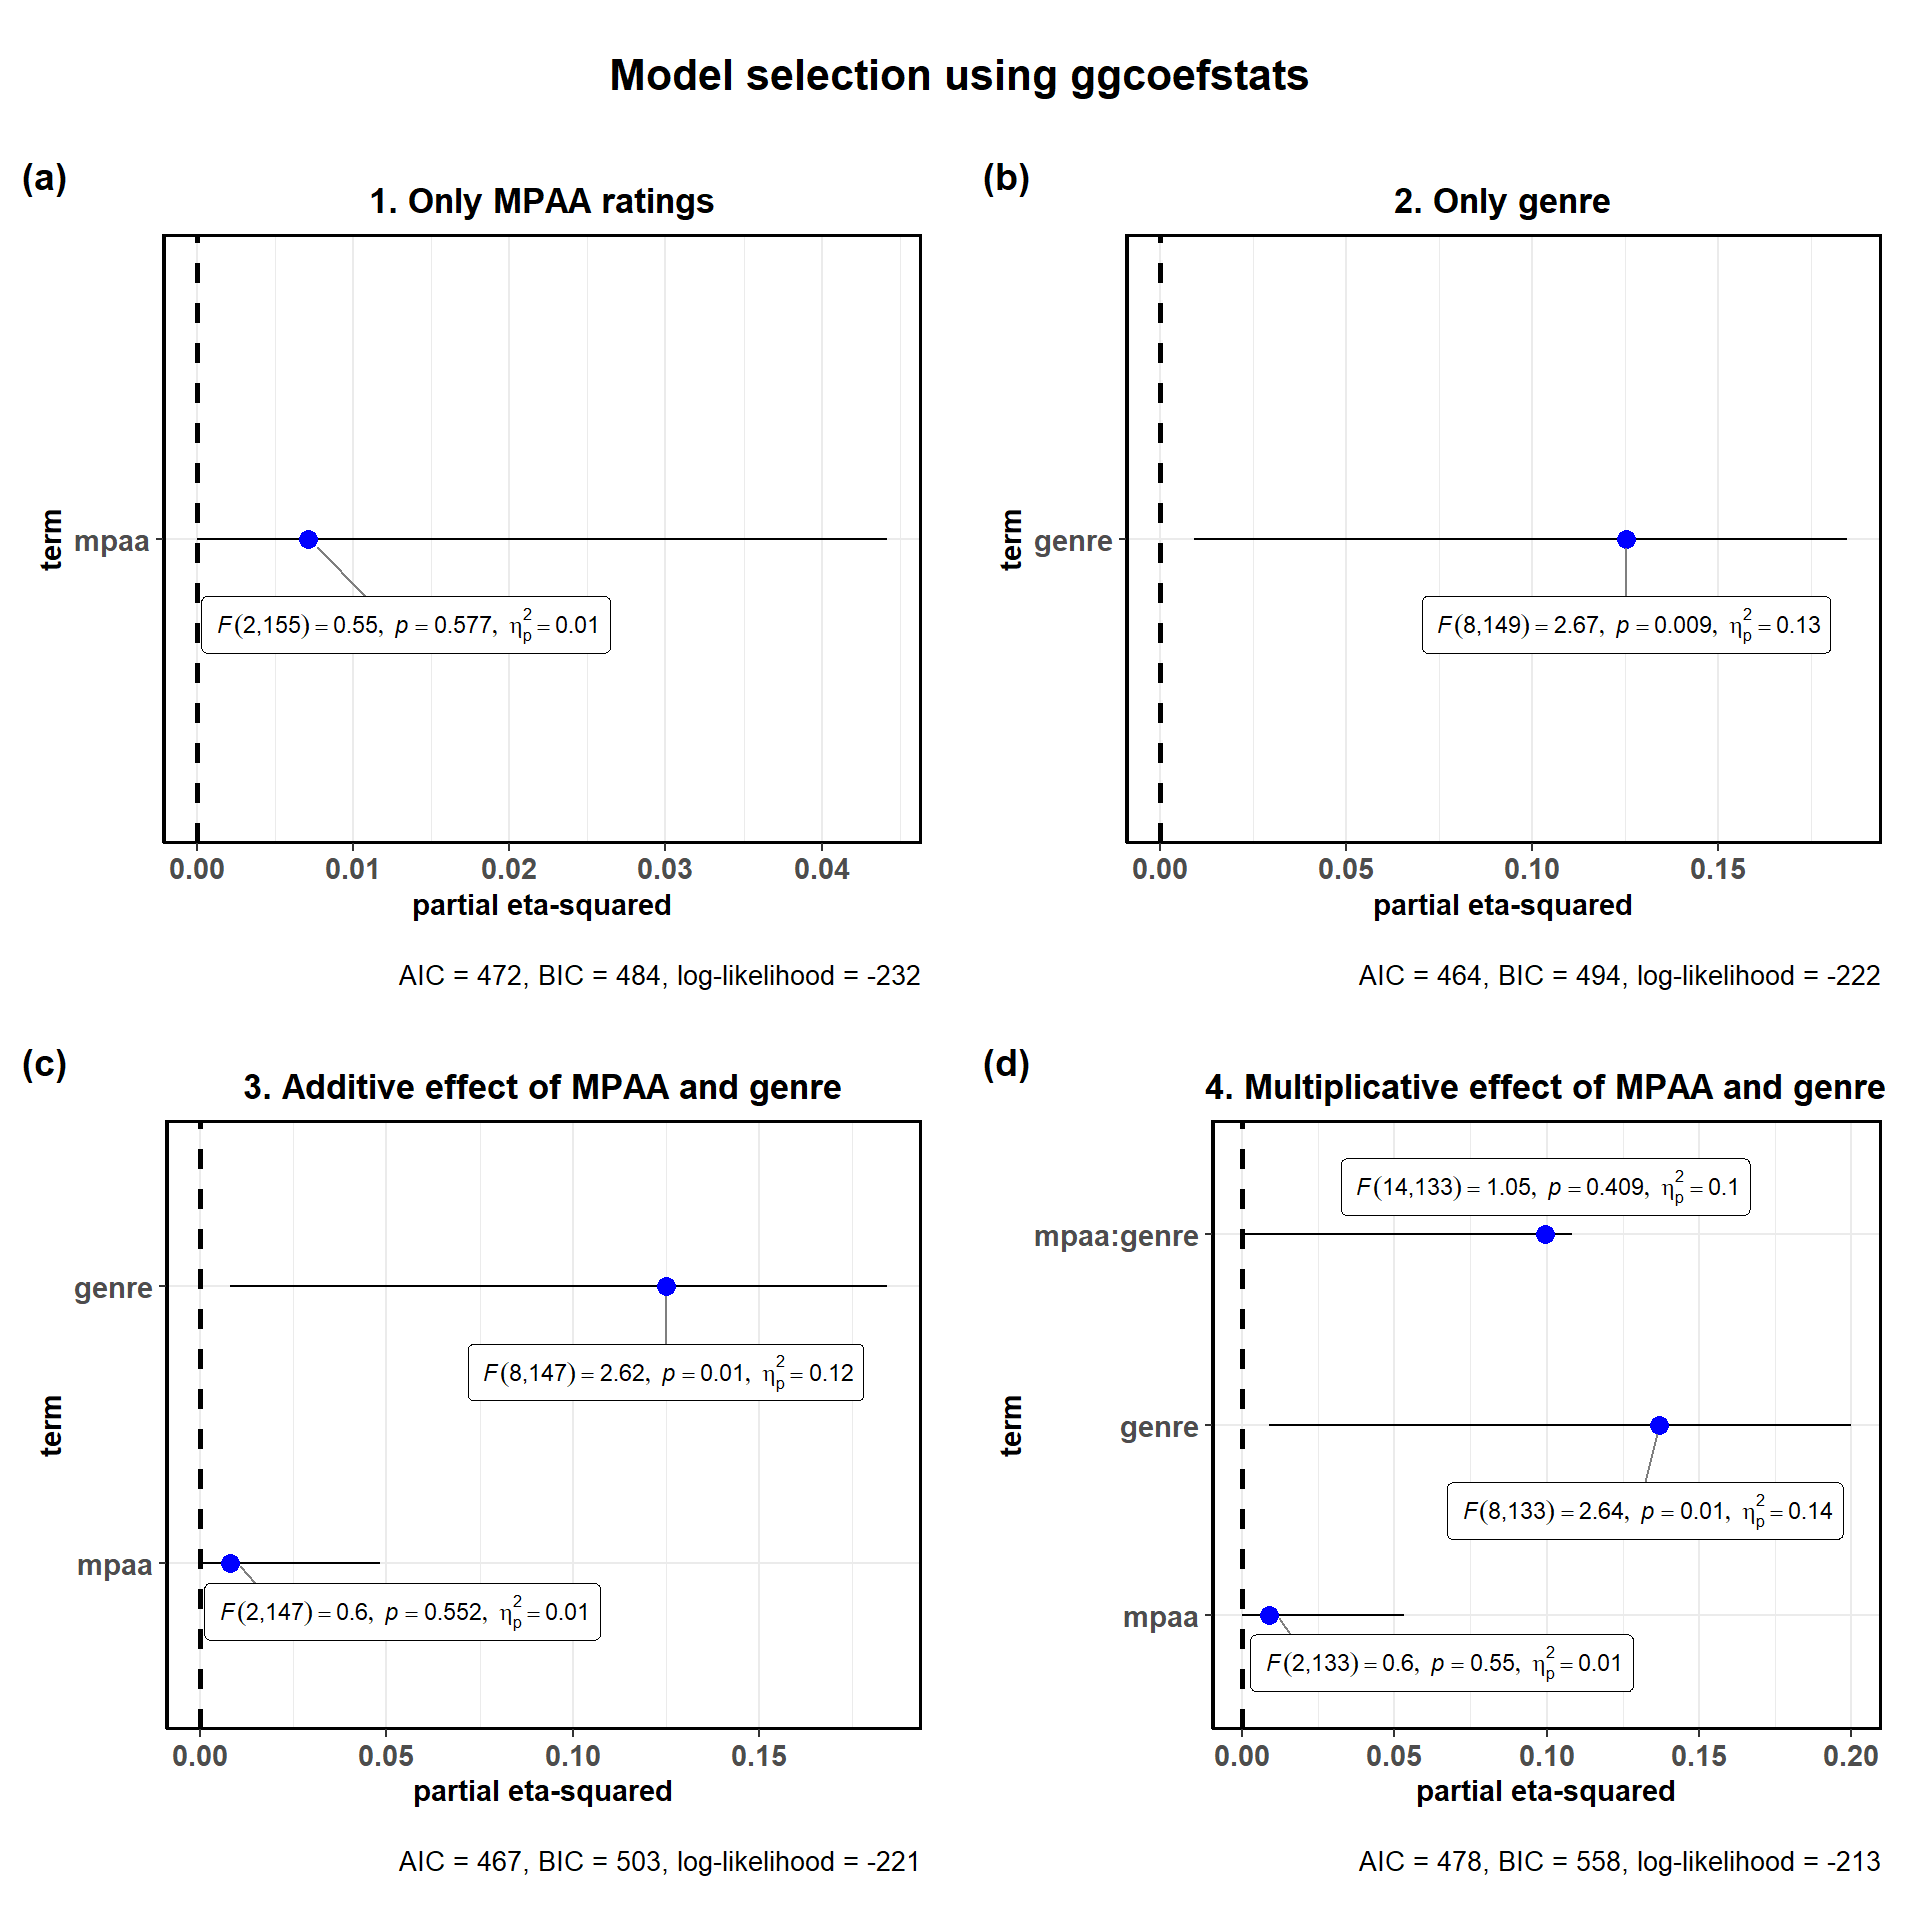 Model selection using ggcoefstats
(a)
1. Only MPAA ratings
term
mpaa
F(2,155) = 0.55, p = 0.577, η²ₚ = 0.01
0.00 0.01 0.02 0.03 0.04
partial eta-squared
AIC = 472, BIC = 484, log-likelihood = -232
(b)
2. Only genre
term
genre
F(8,149) = 2.67, p = 0.009, η²ₚ = 0.13
0.00 0.05 0.10 0.15
partial eta-squared
AIC = 464, BIC = 494, log-likelihood = -222
(c)
3. Additive effect of MPAA and genre
term
genre
F(8,147) = 2.62, p = 0.01, η²ₚ = 0.12
mpaa
F(2,147) = 0.6, p = 0.552, η²ₚ = 0.01
0.00 0.05 0.10 0.15
partial eta-squared
AIC = 467, BIC = 503, log-likelihood = -221
(d)
4. Multiplicative effect of MPAA and genre
term
F(14,133) = 1.05, p = 0.409, η²ₚ = 0.1
mpaa:genre
genre
F(8,133) = 2.64, p = 0.01, η²ₚ = 0.14
mpaa
F(2,133) = 0.6, p = 0.55, η²ₚ = 0.01
0.00 0.05 0.10 0.15 0.20
partial eta-squared
AIC = 478, BIC = 558, log-likelihood = -213